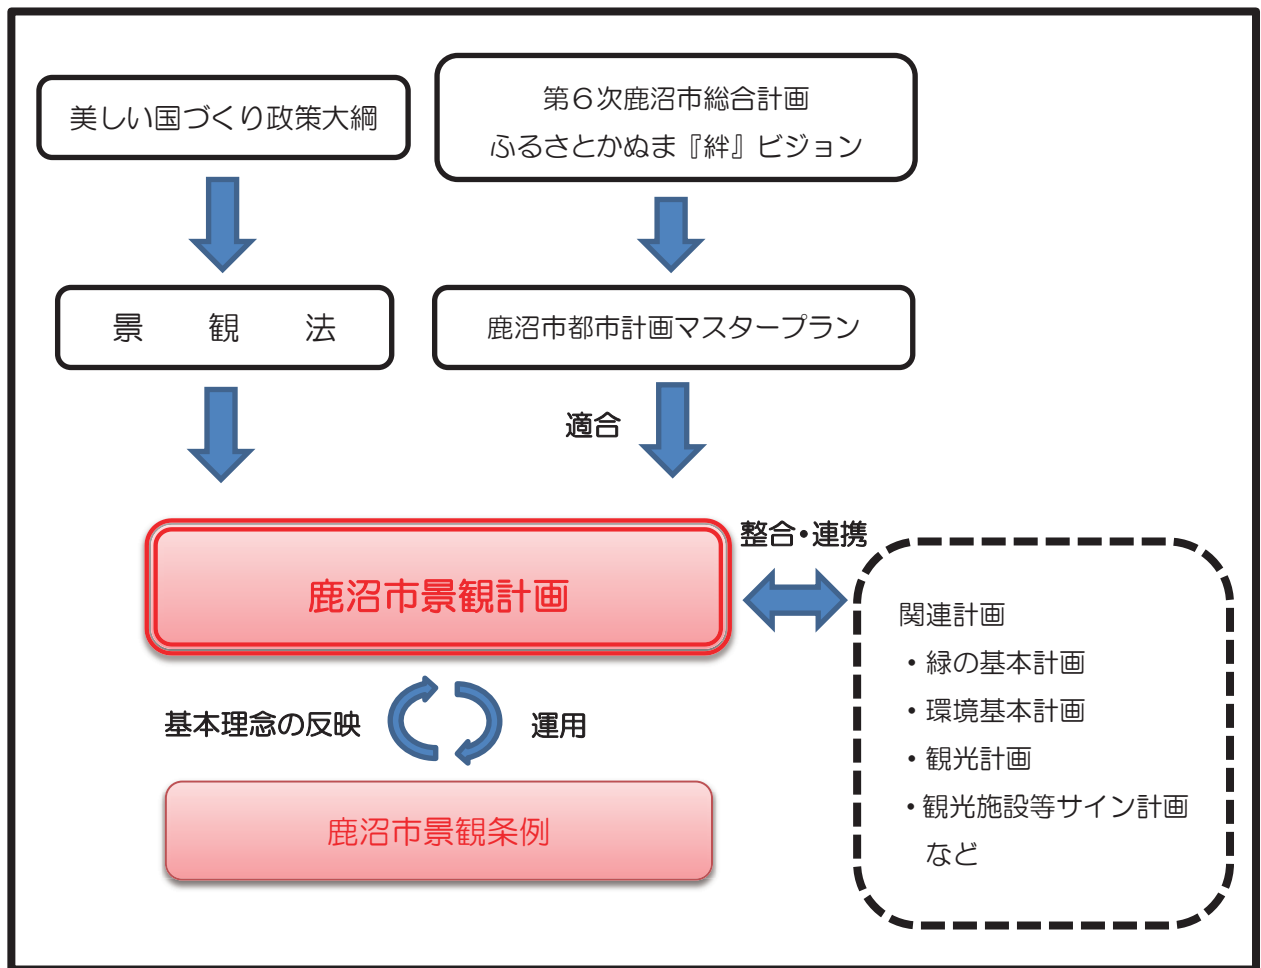 美しい国づくり政策大綱
第6次鹿沼市総合計画
ふるさとかぬま『絆』ビジョン
景　観　法
鹿沼市都市計画マスタープラン
適合
鹿沼市景観計画
整合・連携
関連計画
・緑の基本計画
・環境基本計画
・観光計画
・観光施設等サイン計画
など
基本理念の反映
運用
鹿沼市景観条例